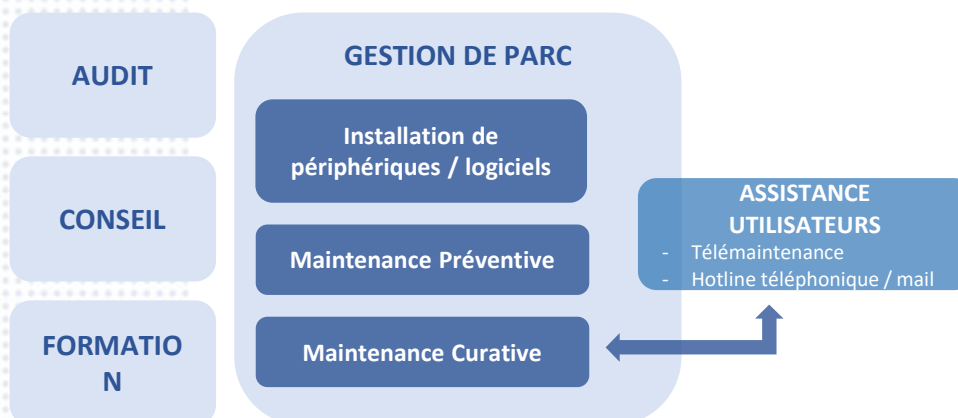 AUDIT
CONSEIL
FORMATIO
N
GESTION DE PARC
Installation de
périphériques / logiciels
Maintenance Préventive
Maintenance Curative
ASSISTANCE
UTILISATEURS
- Télémaintenance
- Hotline téléphonique / mail